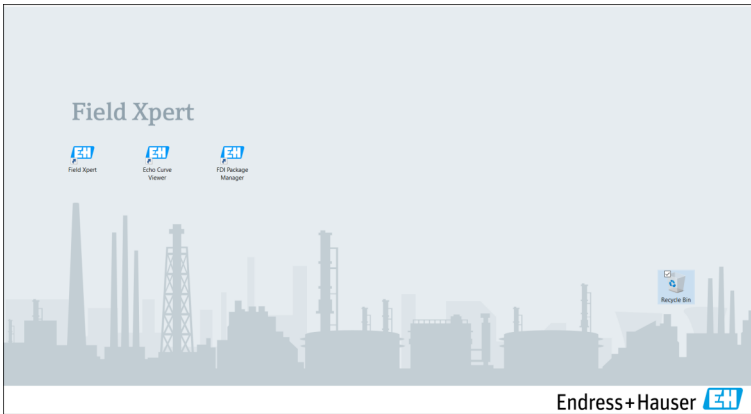 Field Xpert
EH
EH
EH
Field Xpert
Echo Curve
Viewer
FDI Package
Manager
Recycle Bin
Endress+Hauser EH